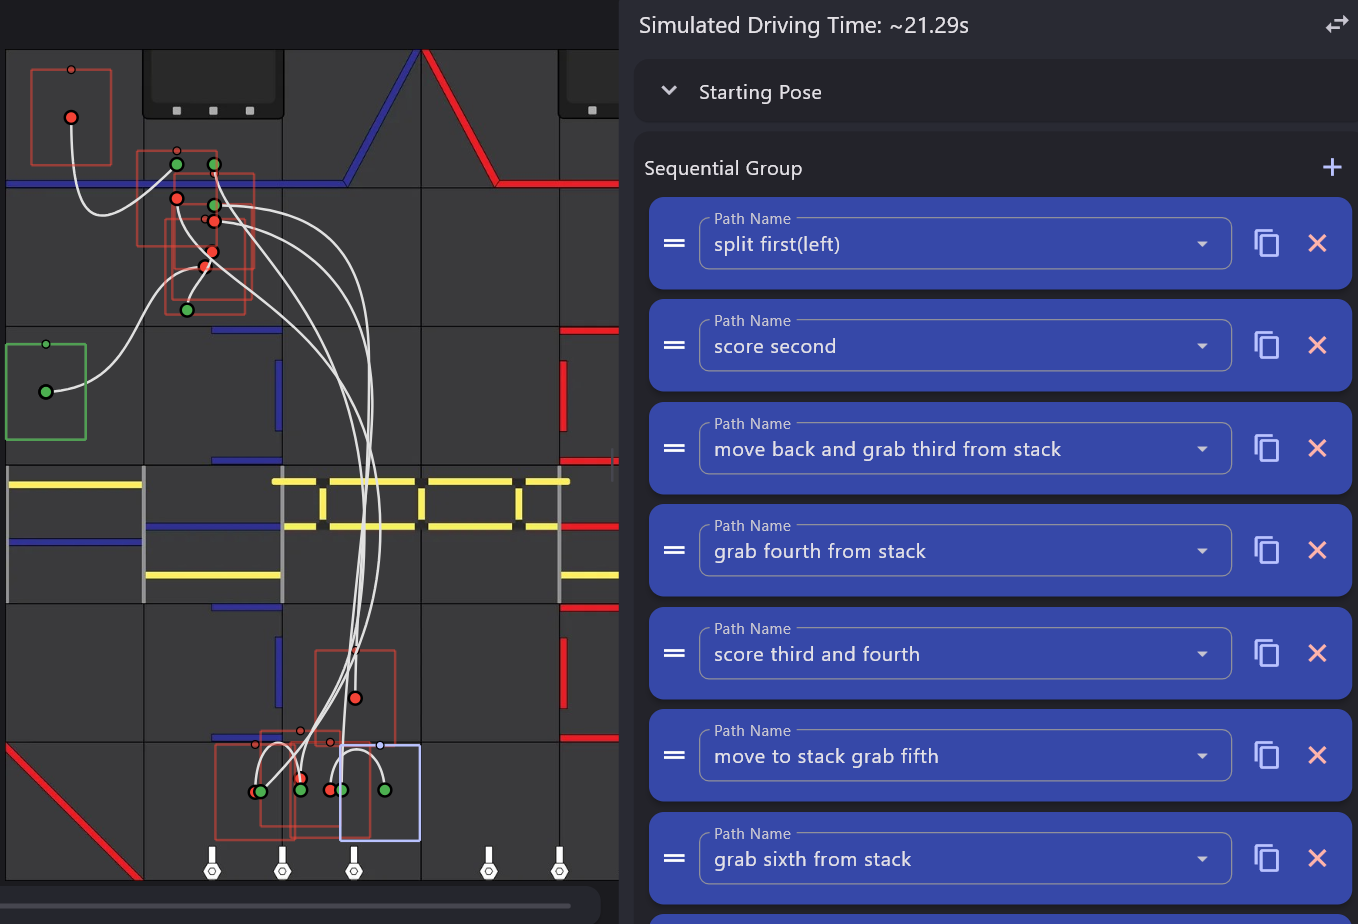 Simulated Driving Time: ~21.29s
Starting Pose
Sequential Group
Path Name
split first(left)
Path Name
score second
Path Name
move back and grab third from stack
Path Name
grab fourth from stack
Path Name
score third and fourth
Path Name
move to stack grab fifth
Path Name
grab sixth from stack